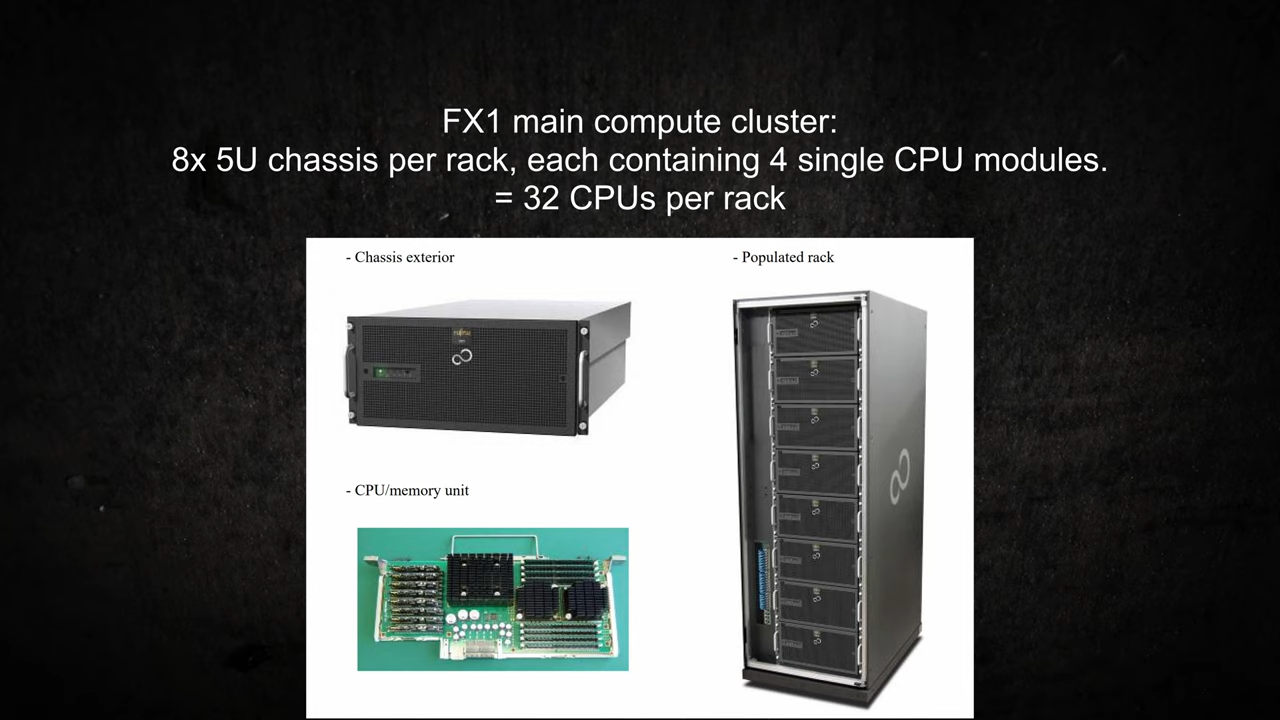 FX1 main compute cluster:
8x 5U chassis per rack, each containing 4 single CPU modules.
= 32 CPUs per rack
- Chassis exterior
- Populated rack
- CPU/memory unit